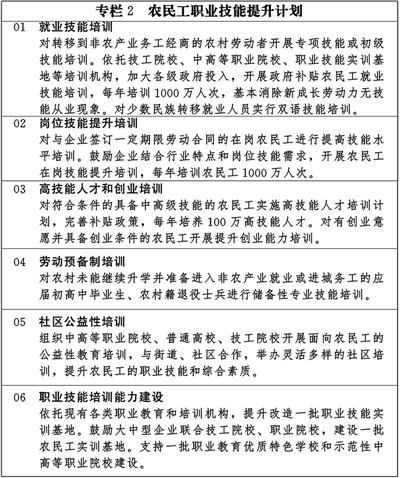 专栏 2 农民工职业技能提升计划
01 就业技能培训
对转移到非农产业务工经商的农村劳动者开展专项技能或初级
技能培训。依托技工院校、中高等职业院校、职业技能实训基
地等培训机构，加大各级政府投入，开展政府补贴农民工就业
技能培训，每年培训 1000 万人次，基本消除新成长劳动力无技
能从业现象。对少数民族转移就业人员实行双语技能培训。
02 岗位技能提升培训
对与企业签订一定期限劳动合同的在岗农民工进行提高技能水
平培训。鼓励企业结合行业特点和岗位技能需求，开展农民工
在岗技能提升培训，每年培训农民工 1000 万人次。
03 高技能人才和创业培训
对符合条件的具备中高级技能的农民工实施高技能人才培训计
划，完善补贴政策，每年培养 100 万高技能人才。对有创业意
愿并具备创业条件的农民工开展提升创业能力培训。
04 劳动预备制培训
对农村未能继续升学并准备进入非农产业就业或进城务工的应
届初高中毕业生、农村籍退役士兵进行储备性专业技能培训。
05 社区公益性培训
组织中高等职业院校、普通高校、技工院校开展面向农民工的
公益性教育培训，与街道、社区合作，举办灵活多样的社区培
训，提升农民工的职业技能和综合素质。
06 职业技能培训能力建设
依托现有各类职业教育和培训机构，提升改造一批职业技能实
训基地。鼓励大中型企业联合技工院校、职业院校，建设一批
农民工实训基地。支持一批职业教育优质特色学校和示范性中
高等职业院校建设。